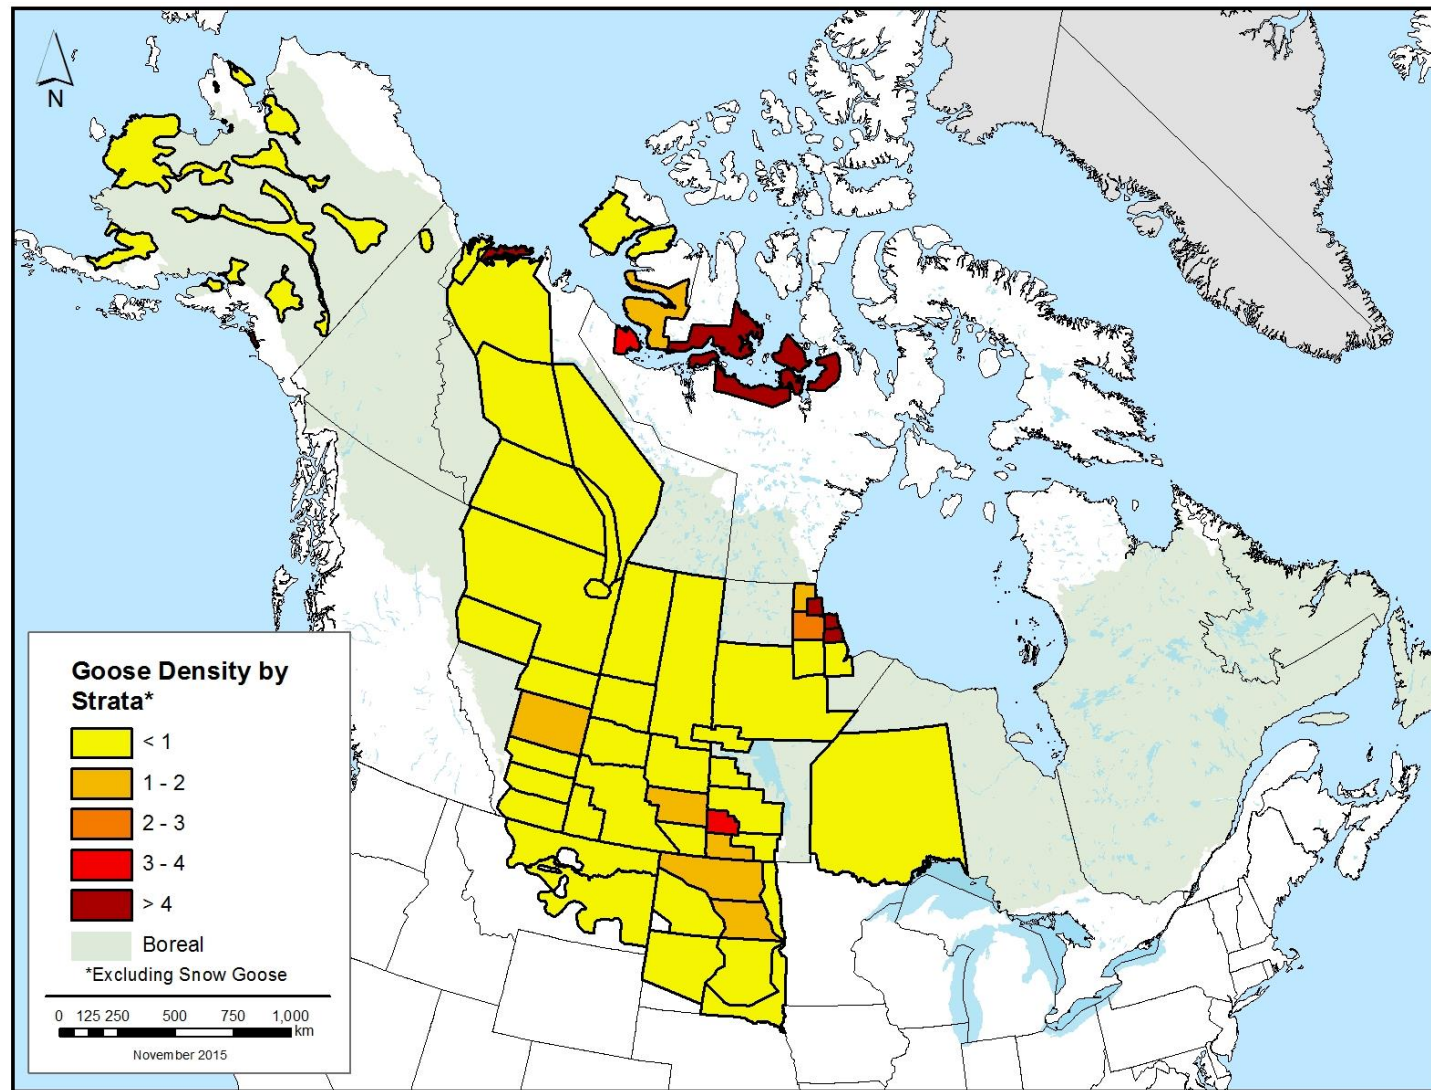 N
Goose Density by
Strata*
< 1
1 - 2
2 - 3
3 - 4
> 4
Boreal
*Excluding Snow Goose
0 125 250 500 750 1,000
km
November 2015